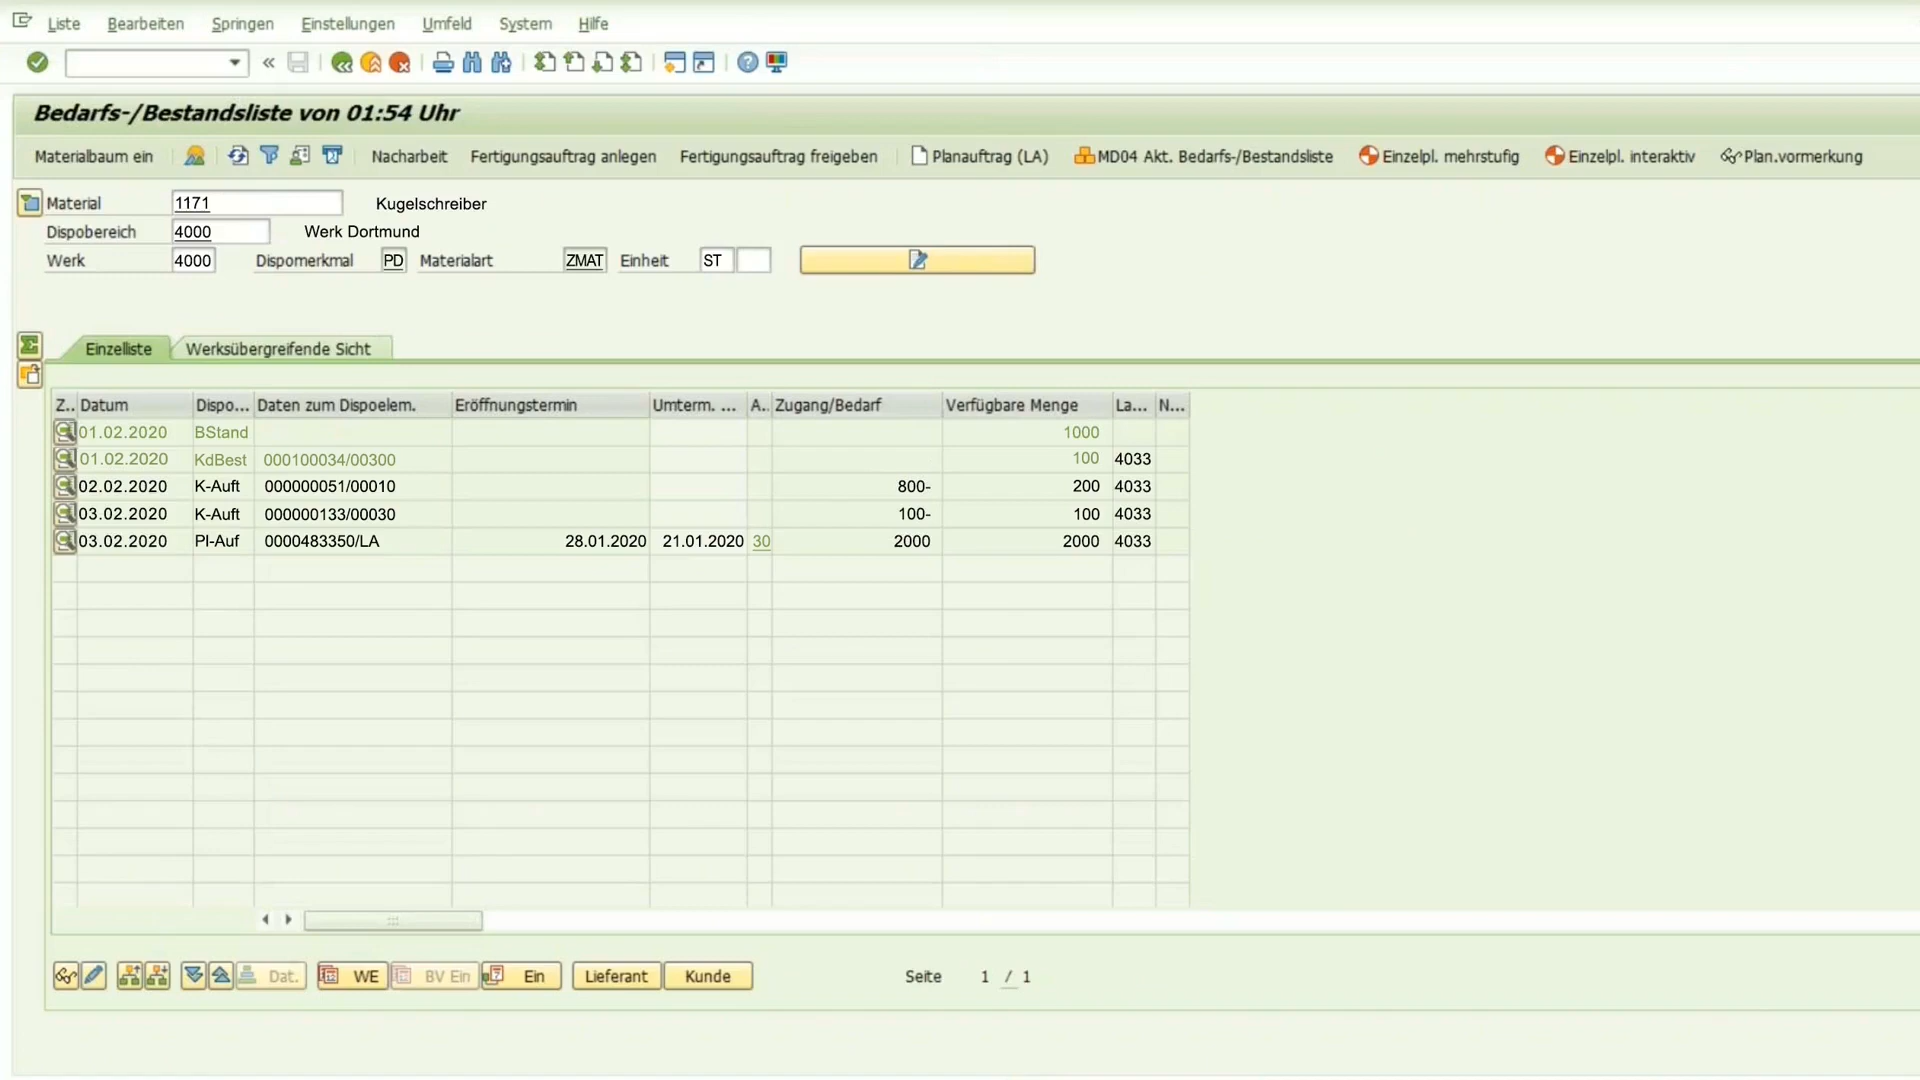 Liste Bearbeiten Springen Einstellungen Umfeld System Hilfe
Bedarfs-/Bestandsliste von 01:54 Uhr
Materialbaum ein Nacharbeit Fertigungsauftrag anlegen Fertigungsauftrag freigeben Planauftrag (LA) MD04 Akt. Bedarfs-/Bestandsliste Einzelpl. mehrstufig Einzelpl. interaktiv Plan.vormerkung
Material 1171 Kugelschreiber
Dispobereich 4000 Werk Dortmund
Werk 4000 Dispomerkmal PD Materialart ZMAT Einheit ST
Einzelliste Werksübergreifende Sicht
Z.. Datum Dispo... Daten zum Dispoelem. Eröffnungstermin Umterm. ... A.. Zugang/Bedarf Verfügbare Menge La... N...
01.02.2020 BStand 1000
01.02.2020 KdBest 000100034/00300 100 4033
02.02.2020 K-Auft 000000051/00010 800- 200 4033
03.02.2020 K-Auft 000000133/00030 100- 100 4033
03.02.2020 Pl-Auf 0000483350/LA 28.01.2020 21.01.2020 30 2000 2000 4033
Dat. WE BV Ein Ein Lieferant Kunde Seite 1 / 1